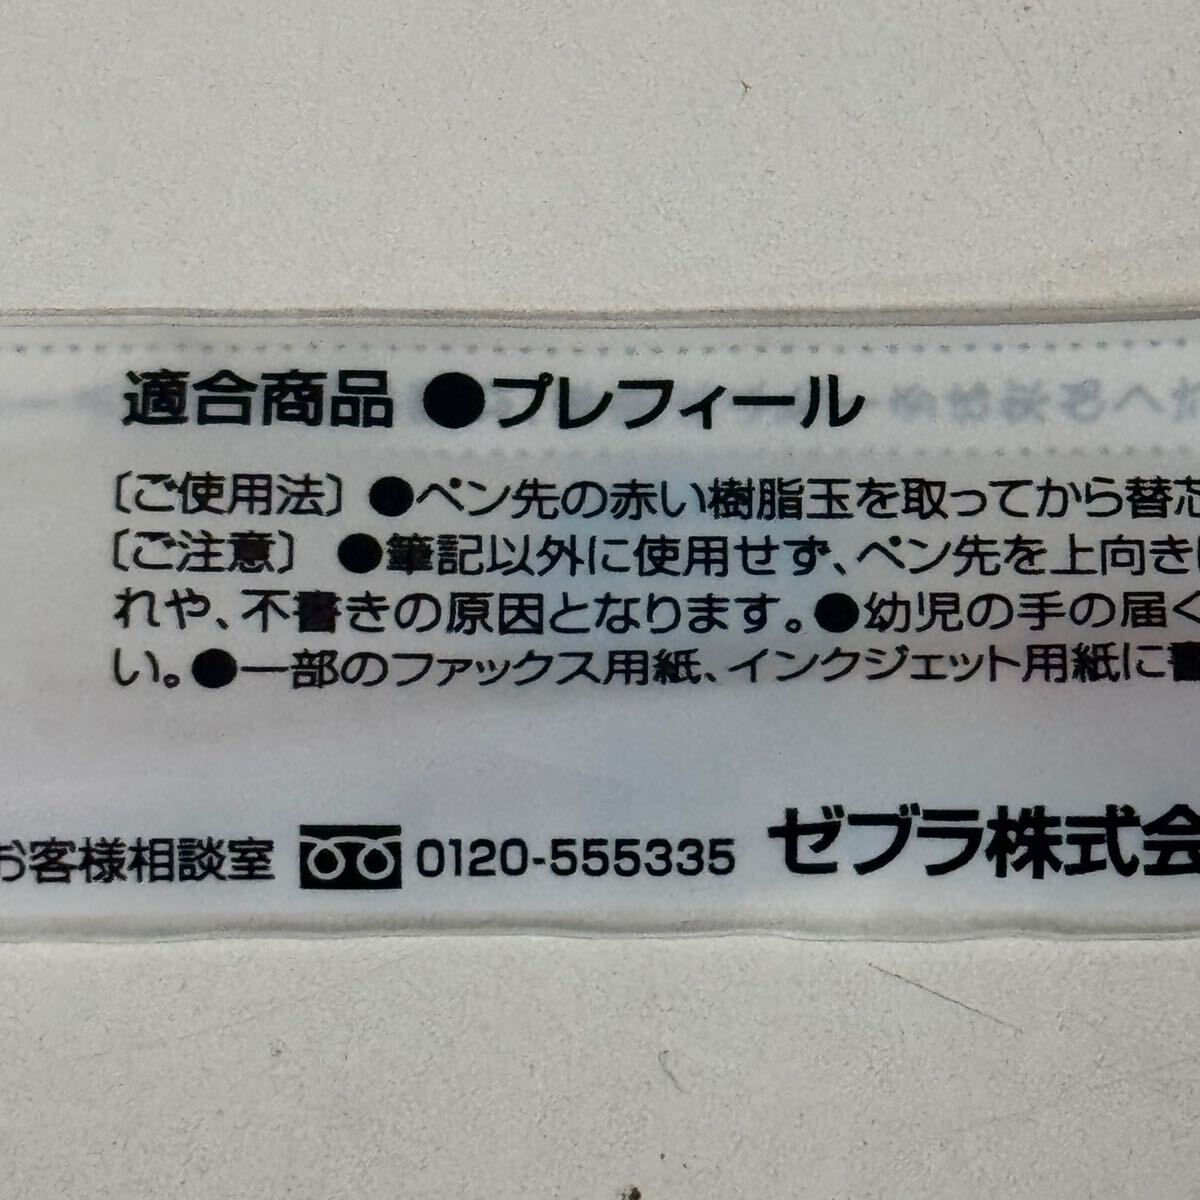 適合商品 ●プレフィール
〔ご使用法〕 ●ペン先の赤い樹脂玉を取ってから替芯
〔ご注意〕 ●筆記以外に使用せず、ペン先を上向き
れや、不書きの原因となります。●幼児の手の届く
い。●一部のファックス用紙、インクジェット用紙に書
お客様相談室 0120-555335 ゼブラ株式会